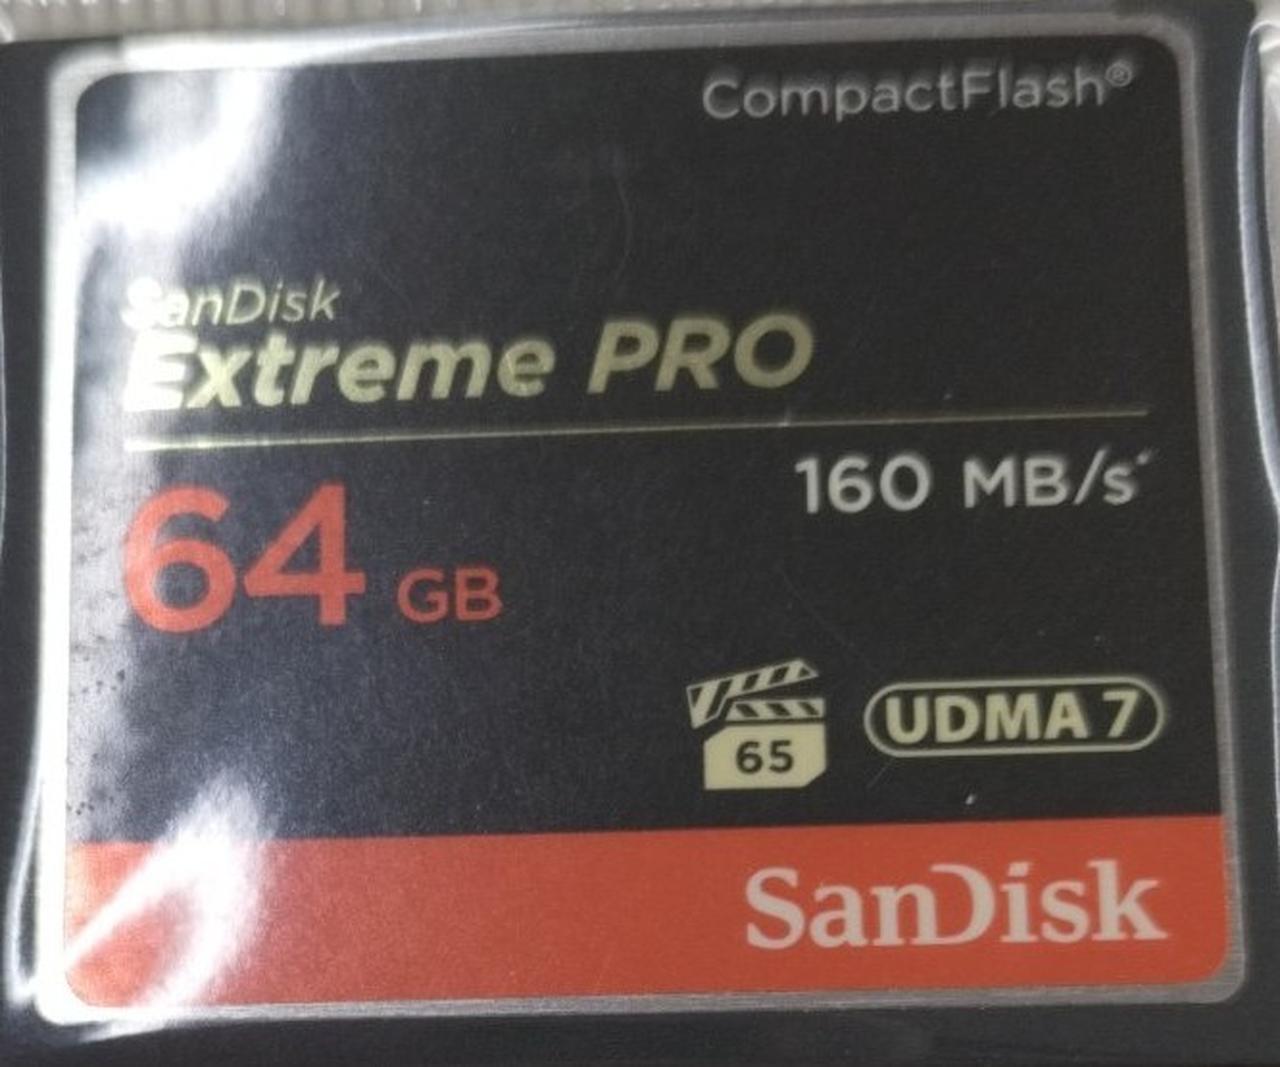 CompactFlash®
SanDisk
Extreme PRO
160 MB/s*
64 GB
65
UDMA 7
SanDisk